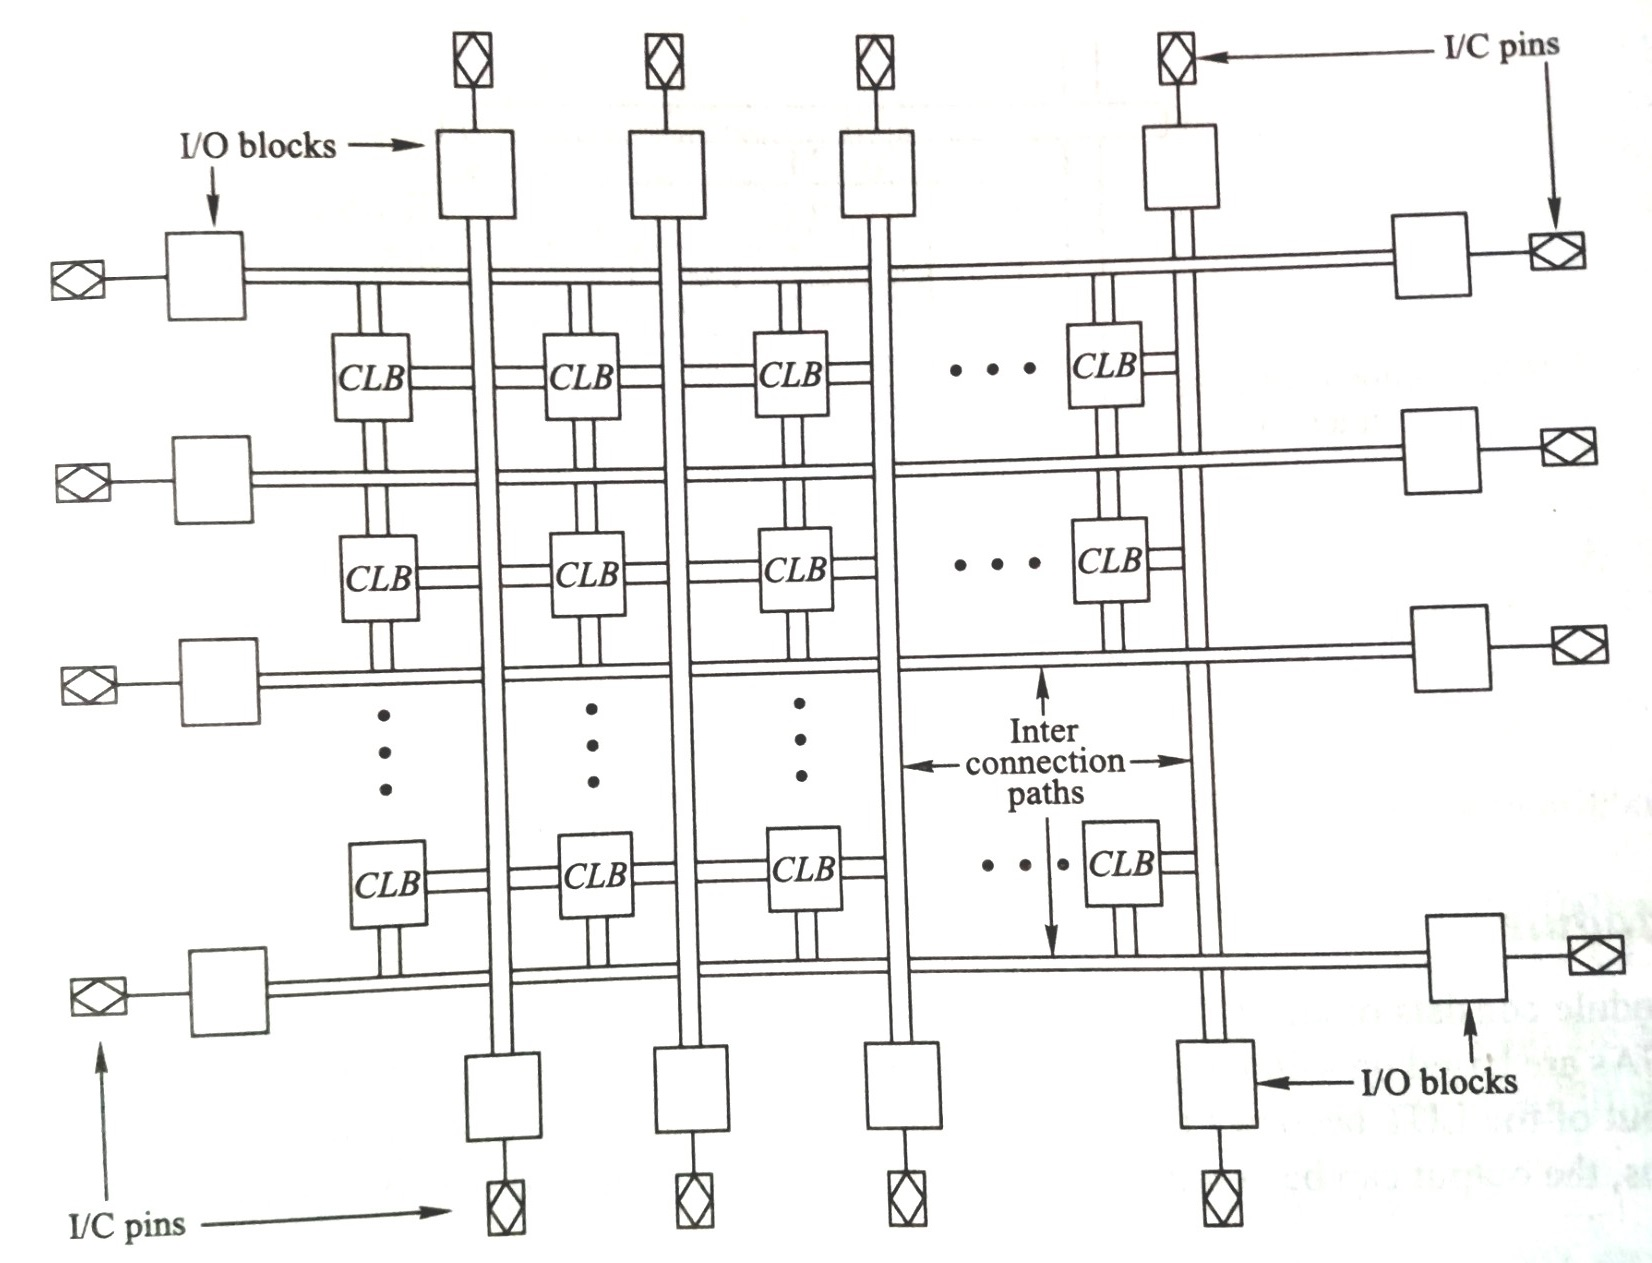 I/C pins
I/O blocks
CLB CLB CLB CLB
CLB CLB CLB CLB
Inter
connection
paths
CLB CLB CLB CLB
I/O blocks
I/C pins